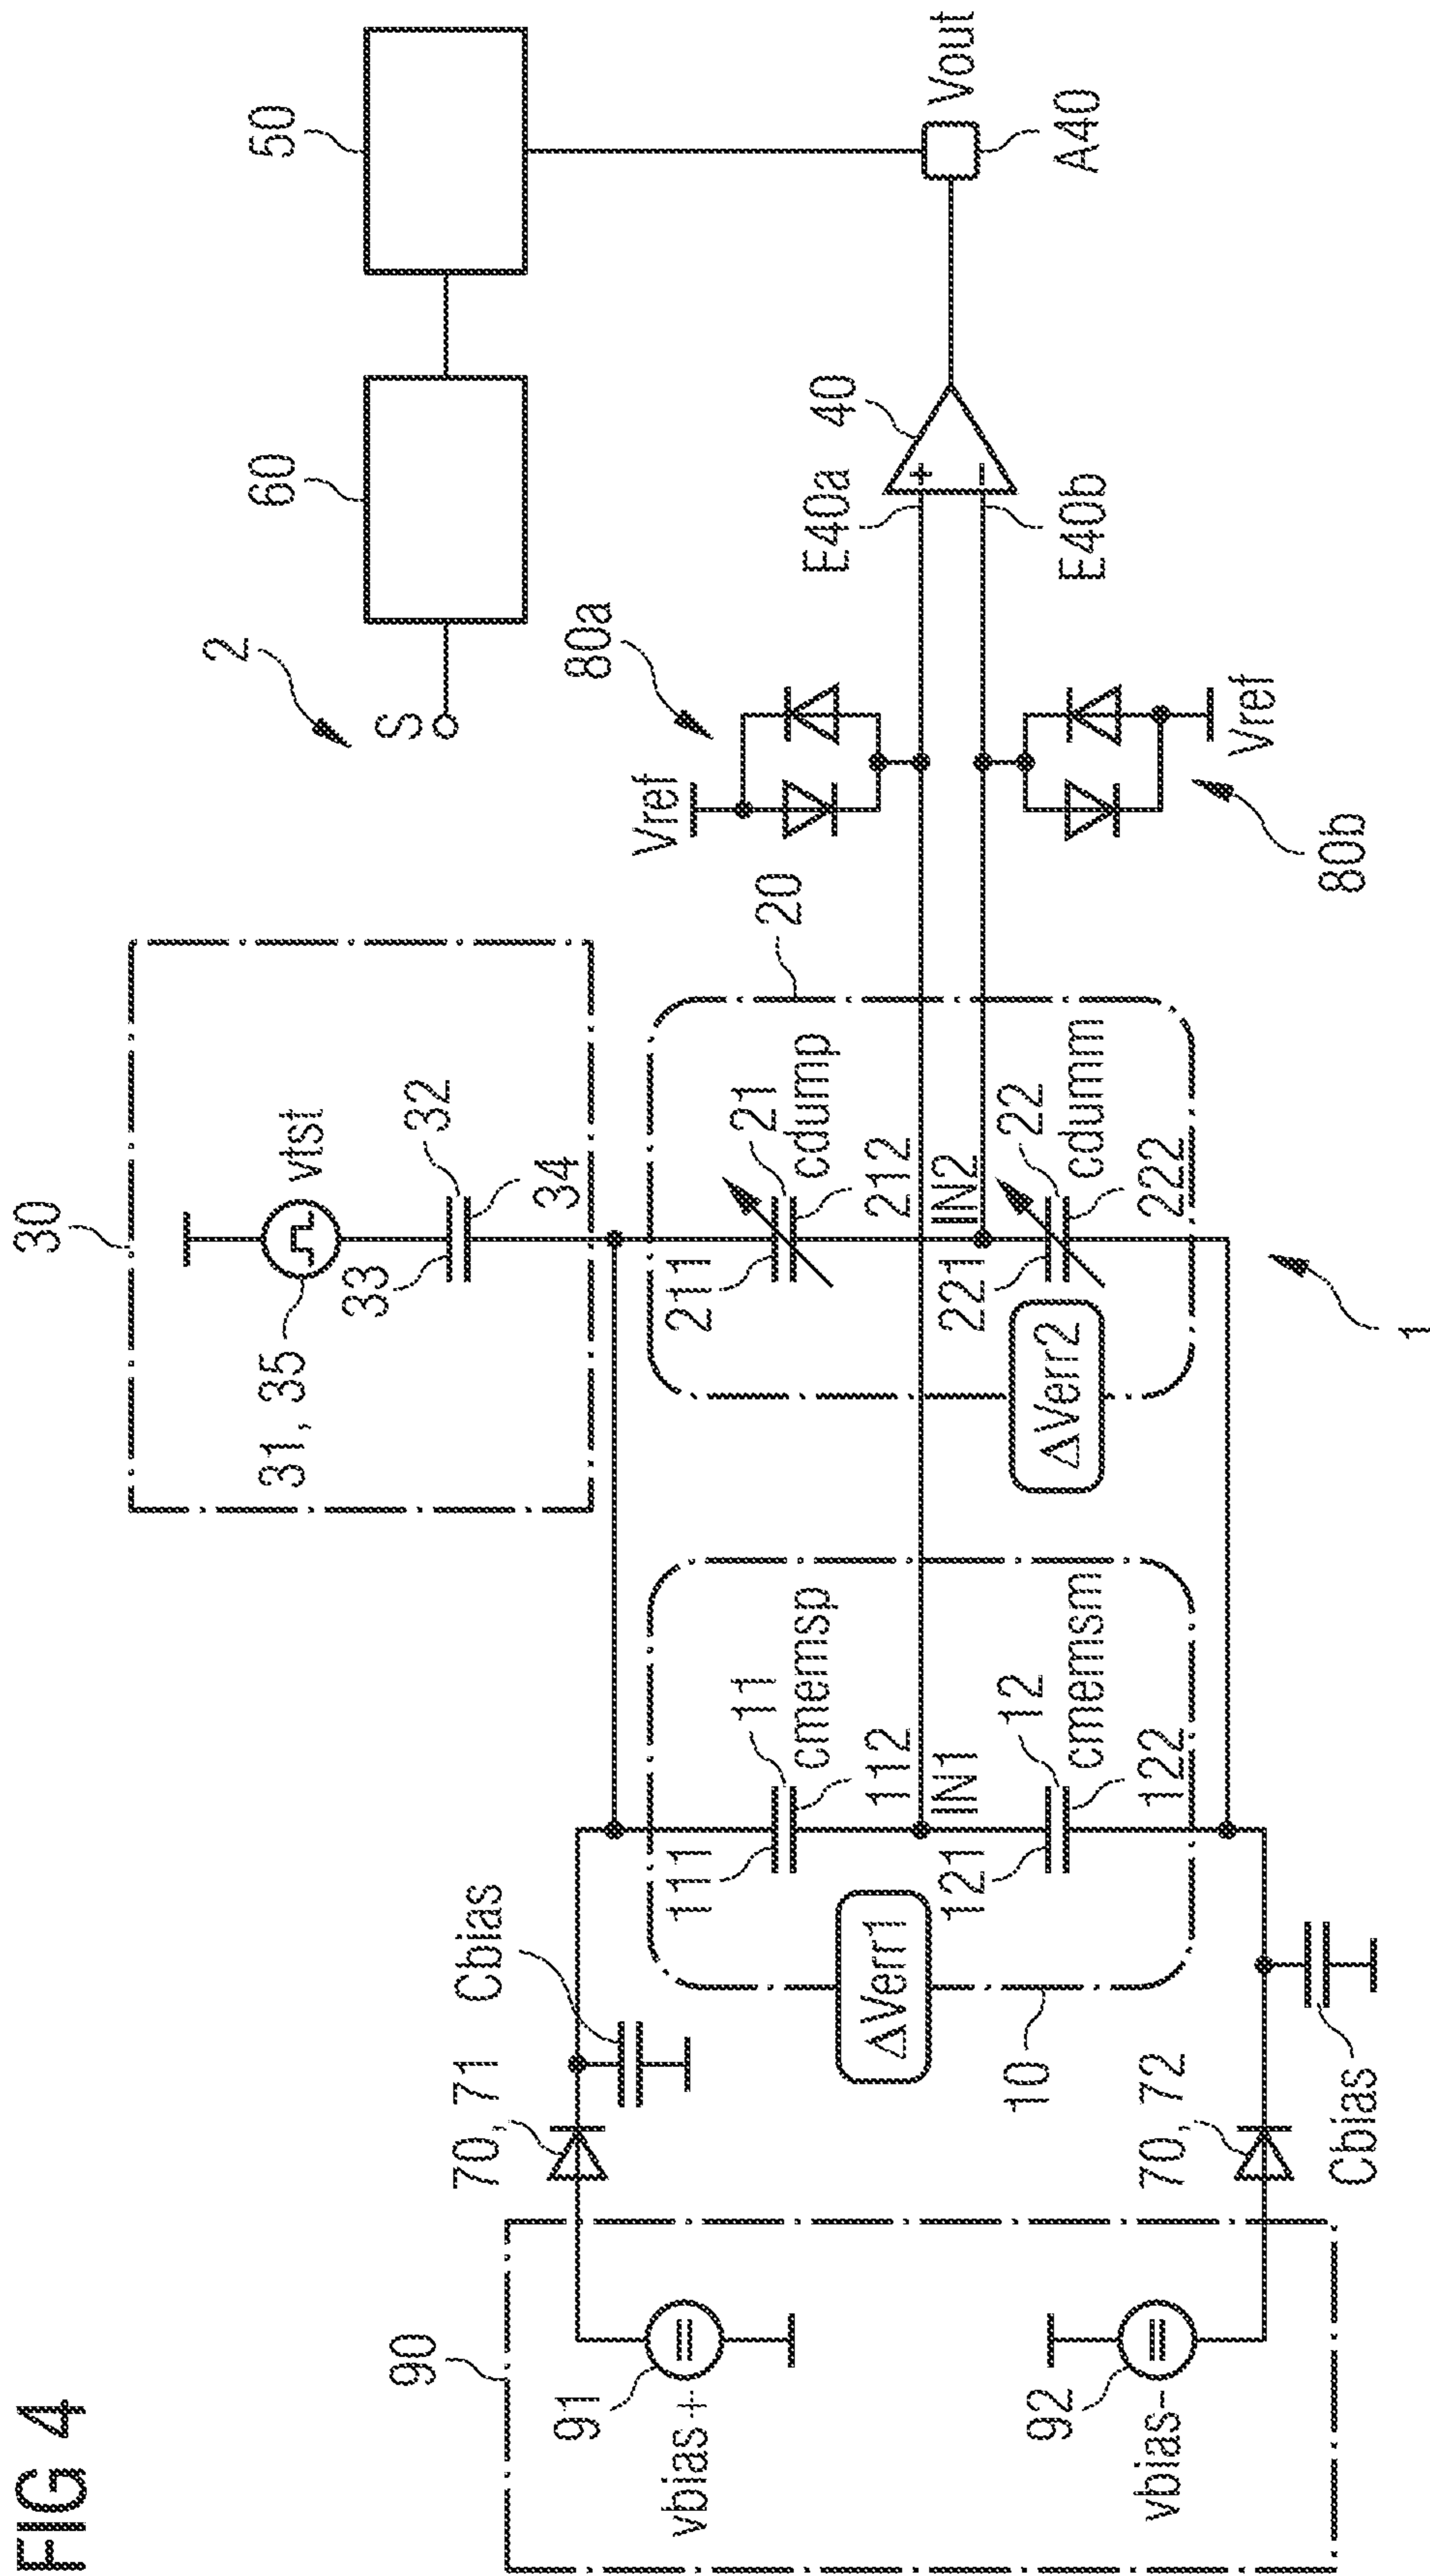 FIG 4
30
31, 35
vtst
33
32
34
2
S
60
50
90
91
vbias+
92
vbias-
70, 71
Cbias
70, 72
Cbias
10
ΔVerr1
111
11
cmemsp
112
IN1
121
12
cmemsm
122
20
ΔVerr2
211
21
cdump
212
IN2
221
22
cdumm
222
1
Vref
80a
80b
Vref
E40a
40
+
-
E40b
Vout
A40